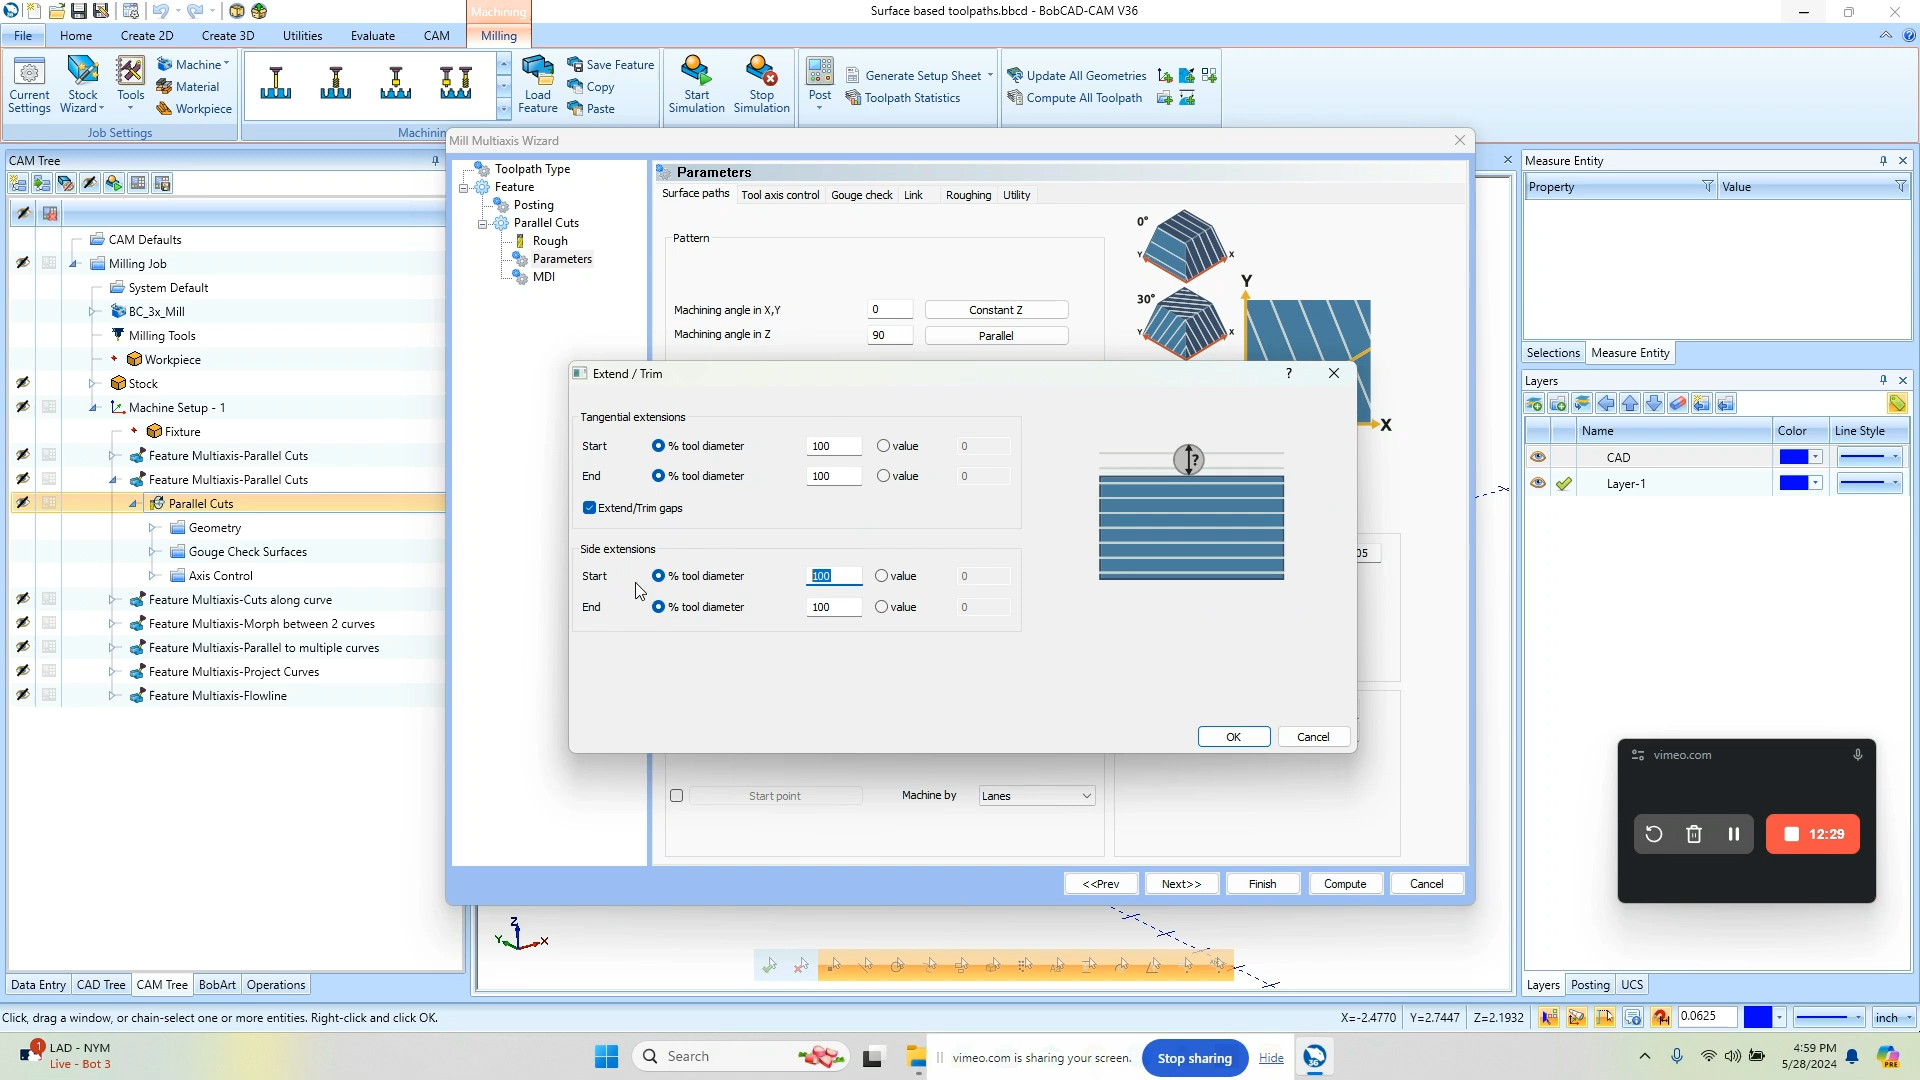 Machining
Surface based toolpaths.bbcd - BobCAD-CAM V36
File Home Create 2D Create 3D Utilities Evaluate CAM Milling
Current Settings
Stock Wizard
Tools
Machine
Material
Workpiece
Job Settings
Machinin
Load Feature
Save Feature
Copy
Paste
Start Simulation
Stop Simulation
Post
Generate Setup Sheet
Toolpath Statistics
Update All Geometries
Compute All Toolpath
CAM Tree
CAM Defaults
Milling Job
System Default
BC_3x_Mill
Milling Tools
Workpiece
Stock
Machine Setup - 1
Fixture
Feature Multiaxis-Parallel Cuts
Feature Multiaxis-Parallel Cuts
Parallel Cuts
Geometry
Gouge Check Surfaces
Axis Control
Feature Multiaxis-Cuts along curve
Feature Multiaxis-Morph between 2 curves
Feature Multiaxis-Parallel to multiple curves
Feature Multiaxis-Project Curves
Feature Multiaxis-Flowline
Data Entry CAD Tree CAM Tree BobArt Operations
Mill Multiaxis Wizard
Toolpath Type
Feature
Posting
Parallel Cuts
Rough
Parameters
MDI
Parameters
Surface paths Tool axis control Gouge check Link Roughing Utility
Pattern
Machining angle in X,Y 0 Constant Z
Machining angle in Z 90 Parallel
0°
Y X
30°
Y X
Y
X
05
Extend / Trim ?
Tangential extensions
Start % tool diameter 100 value 0
End % tool diameter 100 value 0
Extend/Trim gaps
Side extensions
Start % tool diameter 100 value 0
End % tool diameter 100 value 0
?
OK Cancel
Start point Machine by Lanes
<<Prev Next>> Finish Compute Cancel
Z
Y X
Measure Entity
Property Value
Selections Measure Entity
Layers
Name Color Line Style
CAD
Layer-1
vimeo.com
12:29
Layers Posting UCS
Click, drag a window, or chain-select one or more entities. Right-click and click OK.
X=-2.4770 Y=2.7447 Z=2.1932 0.0625 inch
1 LAD - NYM
Live - Bot 3
Search
vimeo.com is sharing your screen. Stop sharing Hide
4:59 PM
5/28/2024
PRE